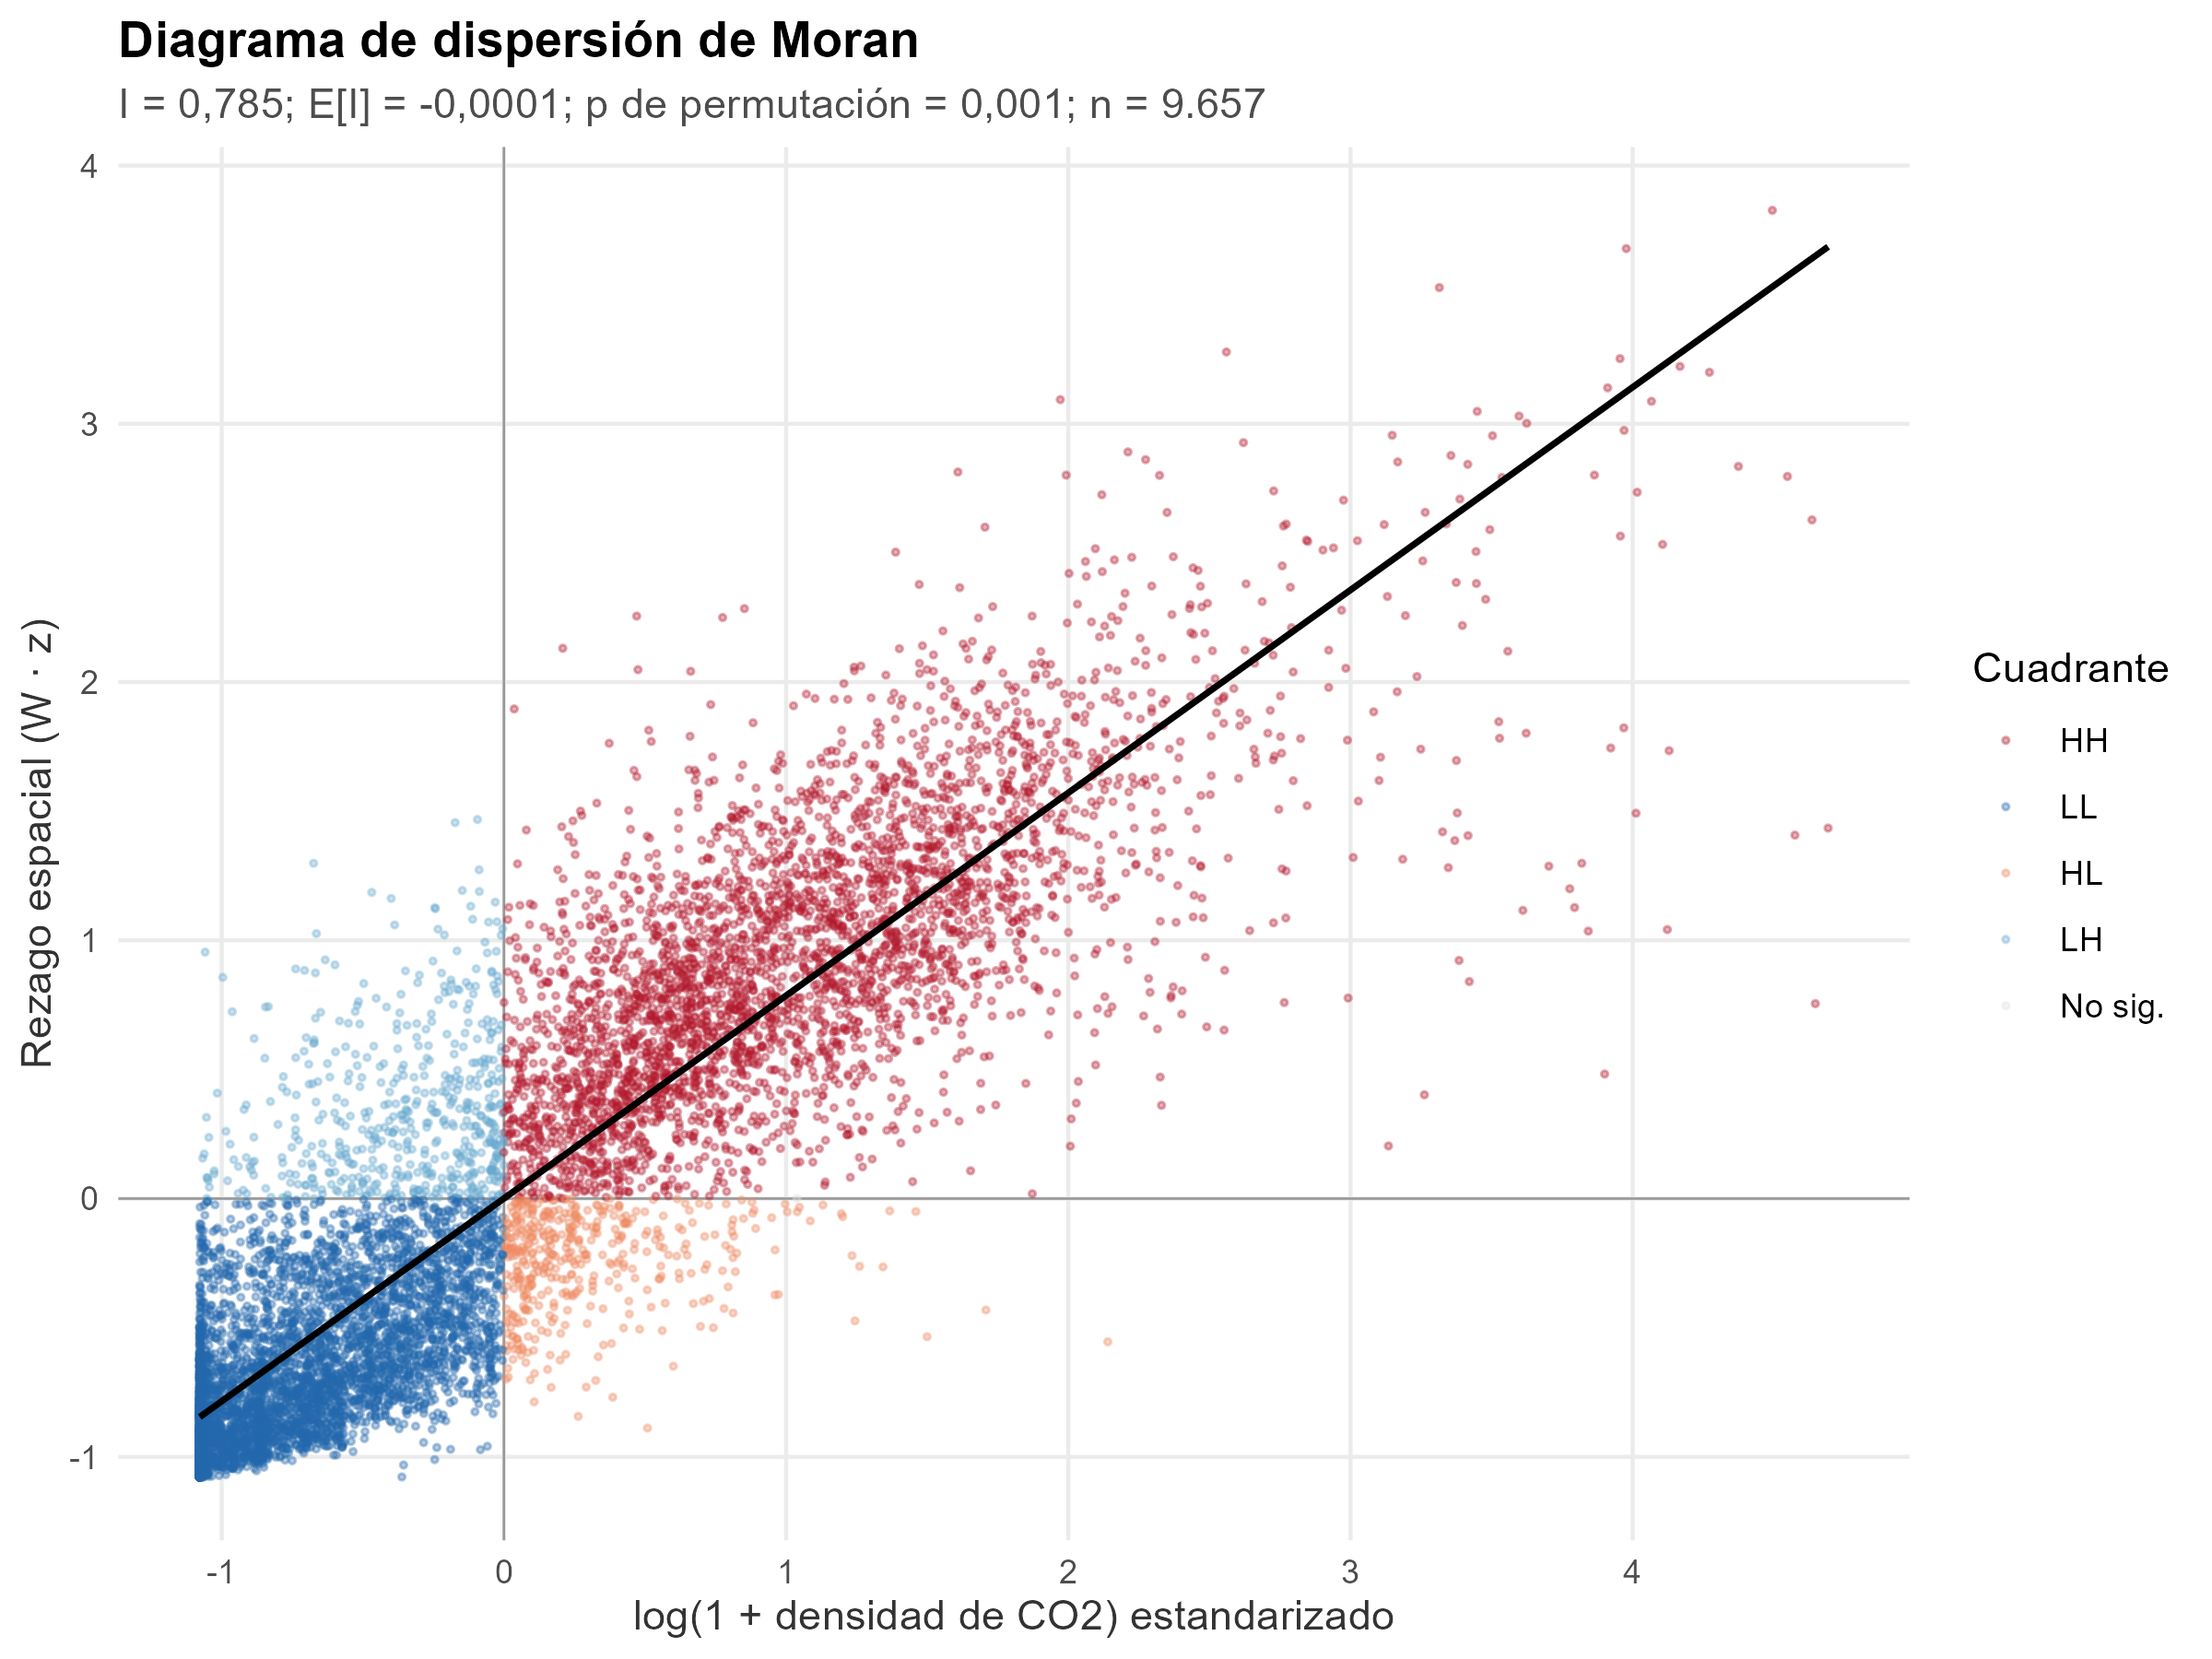 Diagrama de dispersión de Moran
I = 0,785; E[I] = -0,0001; p de permutación = 0,001; n = 9.657
4
3
2
1
0
-1
Rezago espacial (W · z)
-1
0
1
2
3
4
log(1 + densidad de CO2) estandarizado
Cuadrante
HH
LL
HL
LH
No sig.